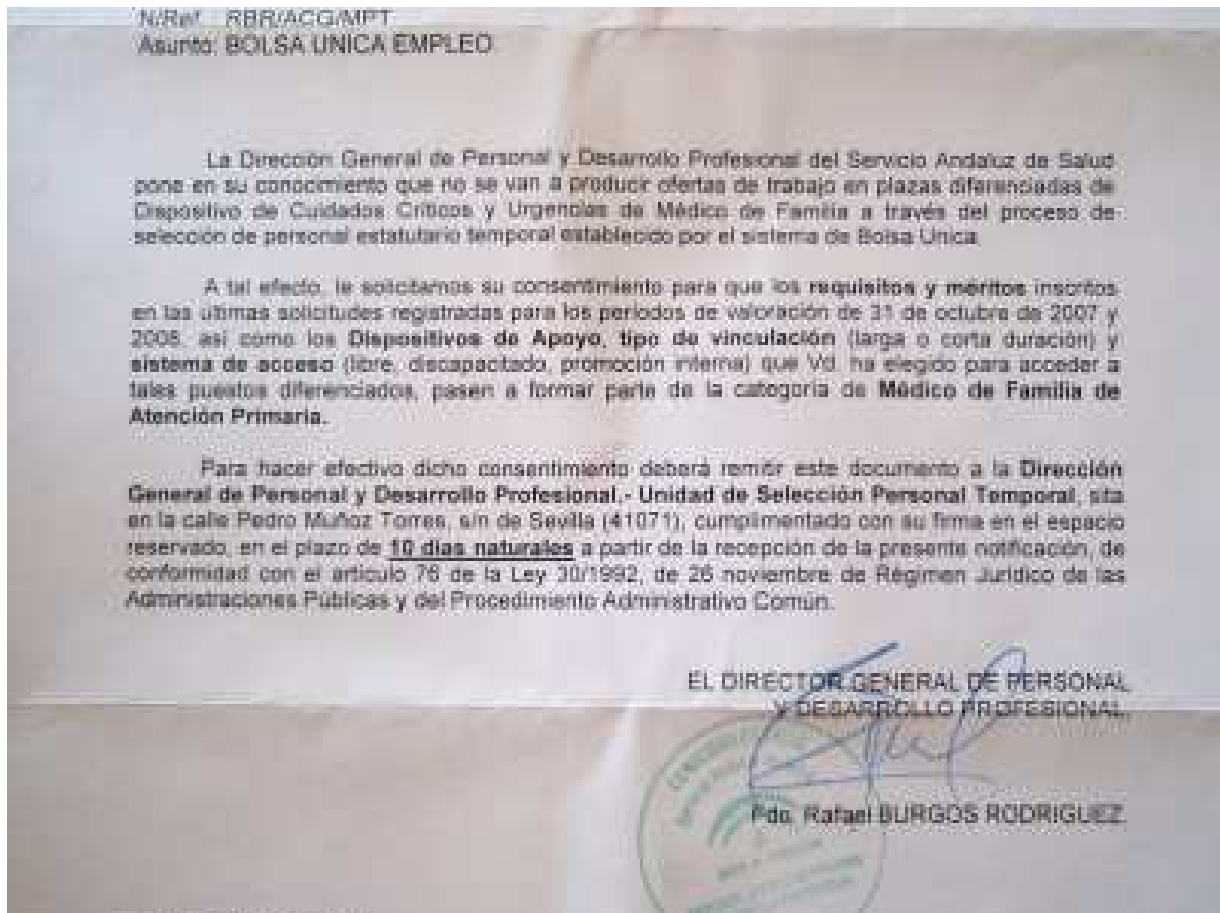 N/Ref. RBR/ACG/MPT
Asunto: BOLSA UNICA EMPLEO
La Dirección General de Personal y Desarrollo Profesional del Servicio Andaluz de Salud
pone en su conocimiento que no se van a producir ofertas de trabajo en plazas diferenciadas de
Dispositivo de Cuidados Críticos y Urgencias de Médico de Familia a través del proceso de
selección de personal estatutario temporal establecido por el sistema de Bolsa Única.
A tal efecto, le solicitamos su consentimiento para que los requisitos y méritos inscritos
en las últimas solicitudes registradas para los periodos de valoración de 31 de octubre de 2007 y
2008, así como los Dispositivos de Apoyo, tipo de vinculación (larga o corta duración) y
sistema de acceso (libre, discapacitado, promoción interna) que Vd. ha elegido para acceder a
tales puestos diferenciados, pasen a formar parte de la categoría de Médico de Familia de
Atención Primaria.
Para hacer efectivo dicho consentimiento deberá remitir este documento a la Dirección
General de Personal y Desarrollo Profesional.- Unidad de Selección Personal Temporal, sita
en la calle Pedro Muñoz Torres, s/n de Sevilla (41071), cumplimentado con su firma en el espacio
reservado, en el plazo de 10 días naturales a partir de la recepción de la presente notificación, de
conformidad con el artículo 76 de la Ley 30/1992, de 26 noviembre de Régimen Jurídico de las
Administraciones Públicas y del Procedimiento Administrativo Común.
EL DIRECTOR GENERAL DE PERSONAL
Y DESARROLLO PROFESIONAL,
Fdo. Rafael BURGOS RODRIGUEZ.